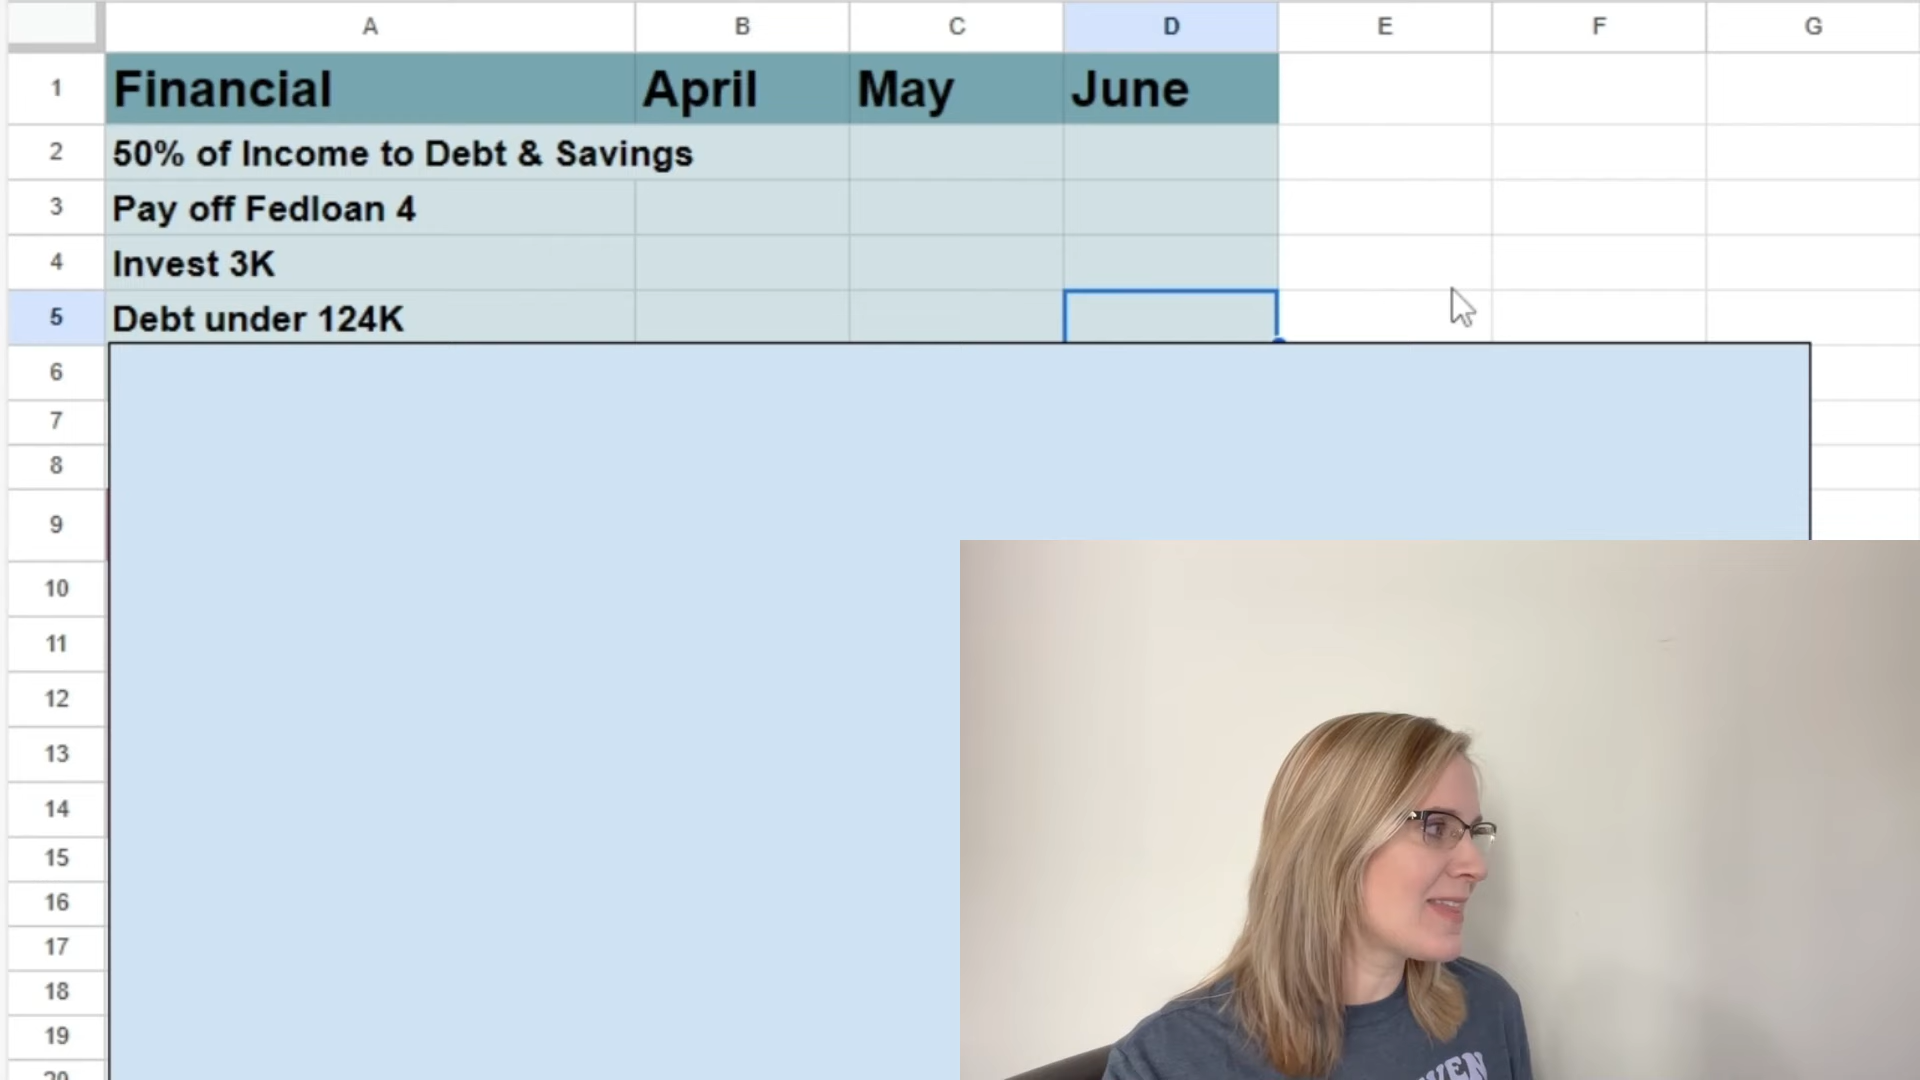 A B C D E F G
1 Financial April May June
2 50% of Income to Debt & Savings
3 Pay off Fedloan 4
4 Invest 3K
5 Debt under 124K
6
7
8
9
10
11
12
13
14
15
16
17
18
19
20